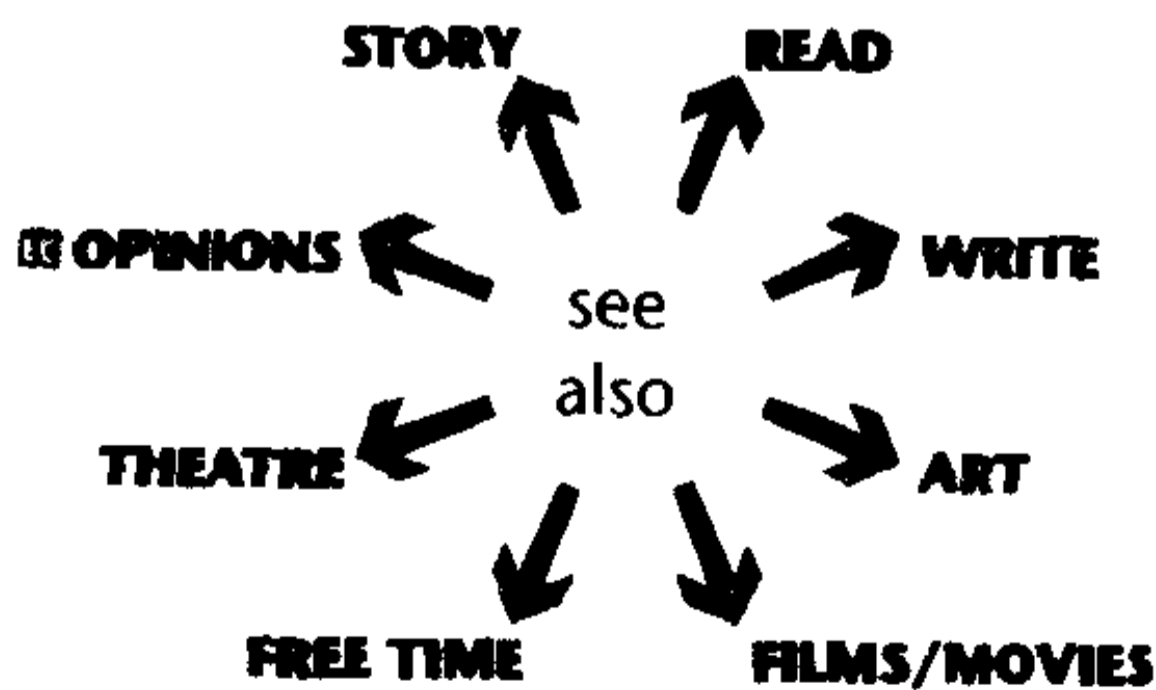 STORY
READ
OPINIONS
WRITE
see
also
THEATRE
ART
FREE TIME
FILMS/MOVIES